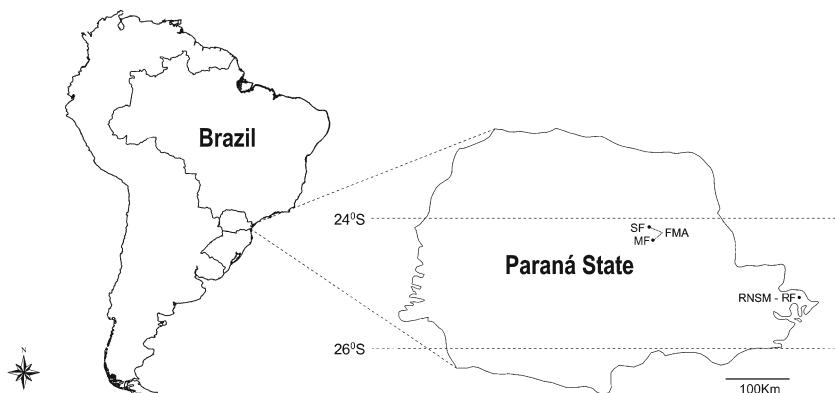 Brazil
24⁰S
SF
FMA
MF
Paraná State
RNSM - RF
26⁰S
N
100Km